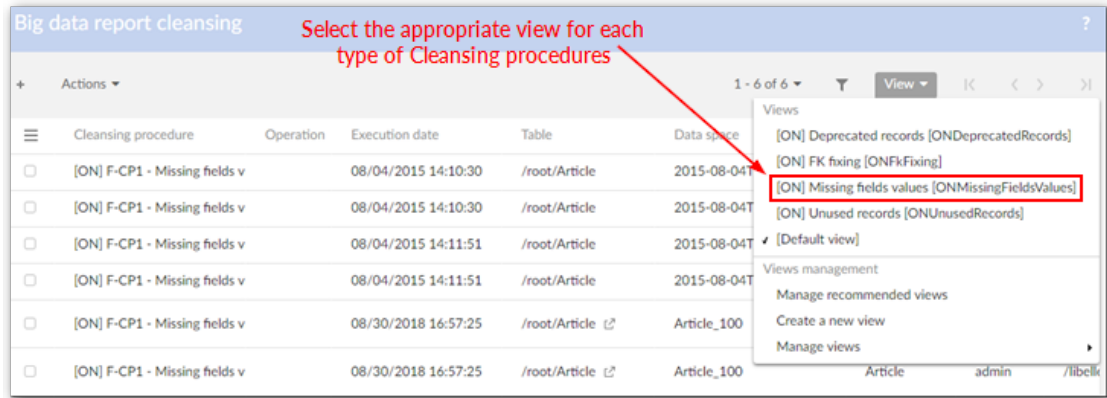 Big data report cleansing
?
Select the appropriate view for each
type of Cleansing procedures
+ Actions 1 - 6 of 6 View
Cleansing procedure Operation Execution date Table Data space
[ON] F-CP1 - Missing fields v 08/04/2015 14:10:30 /root/Article 2015-08-04T
[ON] F-CP1 - Missing fields v 08/04/2015 14:10:30 /root/Article 2015-08-04T
[ON] F-CP1 - Missing fields v 08/04/2015 14:11:51 /root/Article 2015-08-04T
[ON] F-CP1 - Missing fields v 08/04/2015 14:11:51 /root/Article 2015-08-04T
[ON] F-CP1 - Missing fields v 08/30/2018 16:57:25 /root/Article Article_100
[ON] F-CP1 - Missing fields v 08/30/2018 16:57:25 /root/Article Article_100 Article admin /libelle
Views
[ON] Deprecated records [ONDeprecatedRecords]
[ON] FK fixing [ONFkFixing]
[ON] Missing fields values [ONMissingFieldsValues]
[ON] Unused records [ONUnusedRecords]
[Default view]
Views management
Manage recommended views
Create a new view
Manage views